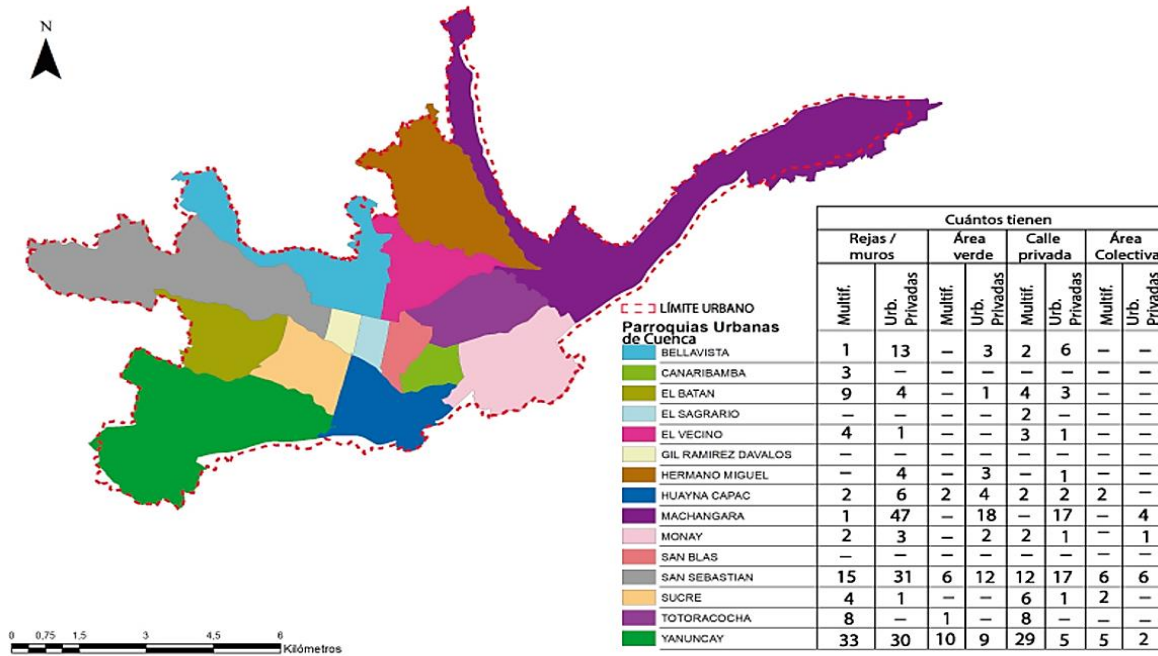 N
Cuántos tienen
Rejas / muros Área verde Calle privada Área Colectiva
Multif. Urb. Privadas Multif. Urb. Privadas Multif. Urb. Privadas Multif. Urb. Privadas
LÍMITE URBANO
Parroquias Urbanas
de Cuenca
BELLAVISTA 1 13 – 3 2 6 – –
CANARIBAMBA 3 – – – – – – –
EL BATAN 9 4 – 1 4 3 – –
EL SAGRARIO – – – – 2 – – –
EL VECINO 4 1 – – 3 1 – –
GIL RAMIREZ DAVALOS – – – – – – – –
HERMANO MIGUEL – 4 – 3 – 1 – –
HUAYNA CAPAC 2 6 2 4 2 2 2 –
MACHANGARA 1 47 – 18 – 17 – 4
MONAY 2 3 – 2 2 1 – 1
SAN BLAS – – – – – – – –
SAN SEBASTIAN 15 31 6 12 12 17 6 6
SUCRE 4 1 – – 6 1 2 –
TOTORACOCHA 8 – 1 – 8 – – –
YANUNCAY 33 30 10 9 29 5 5 2
0 0,75 1,5 3 4,5 6
Kilómetros